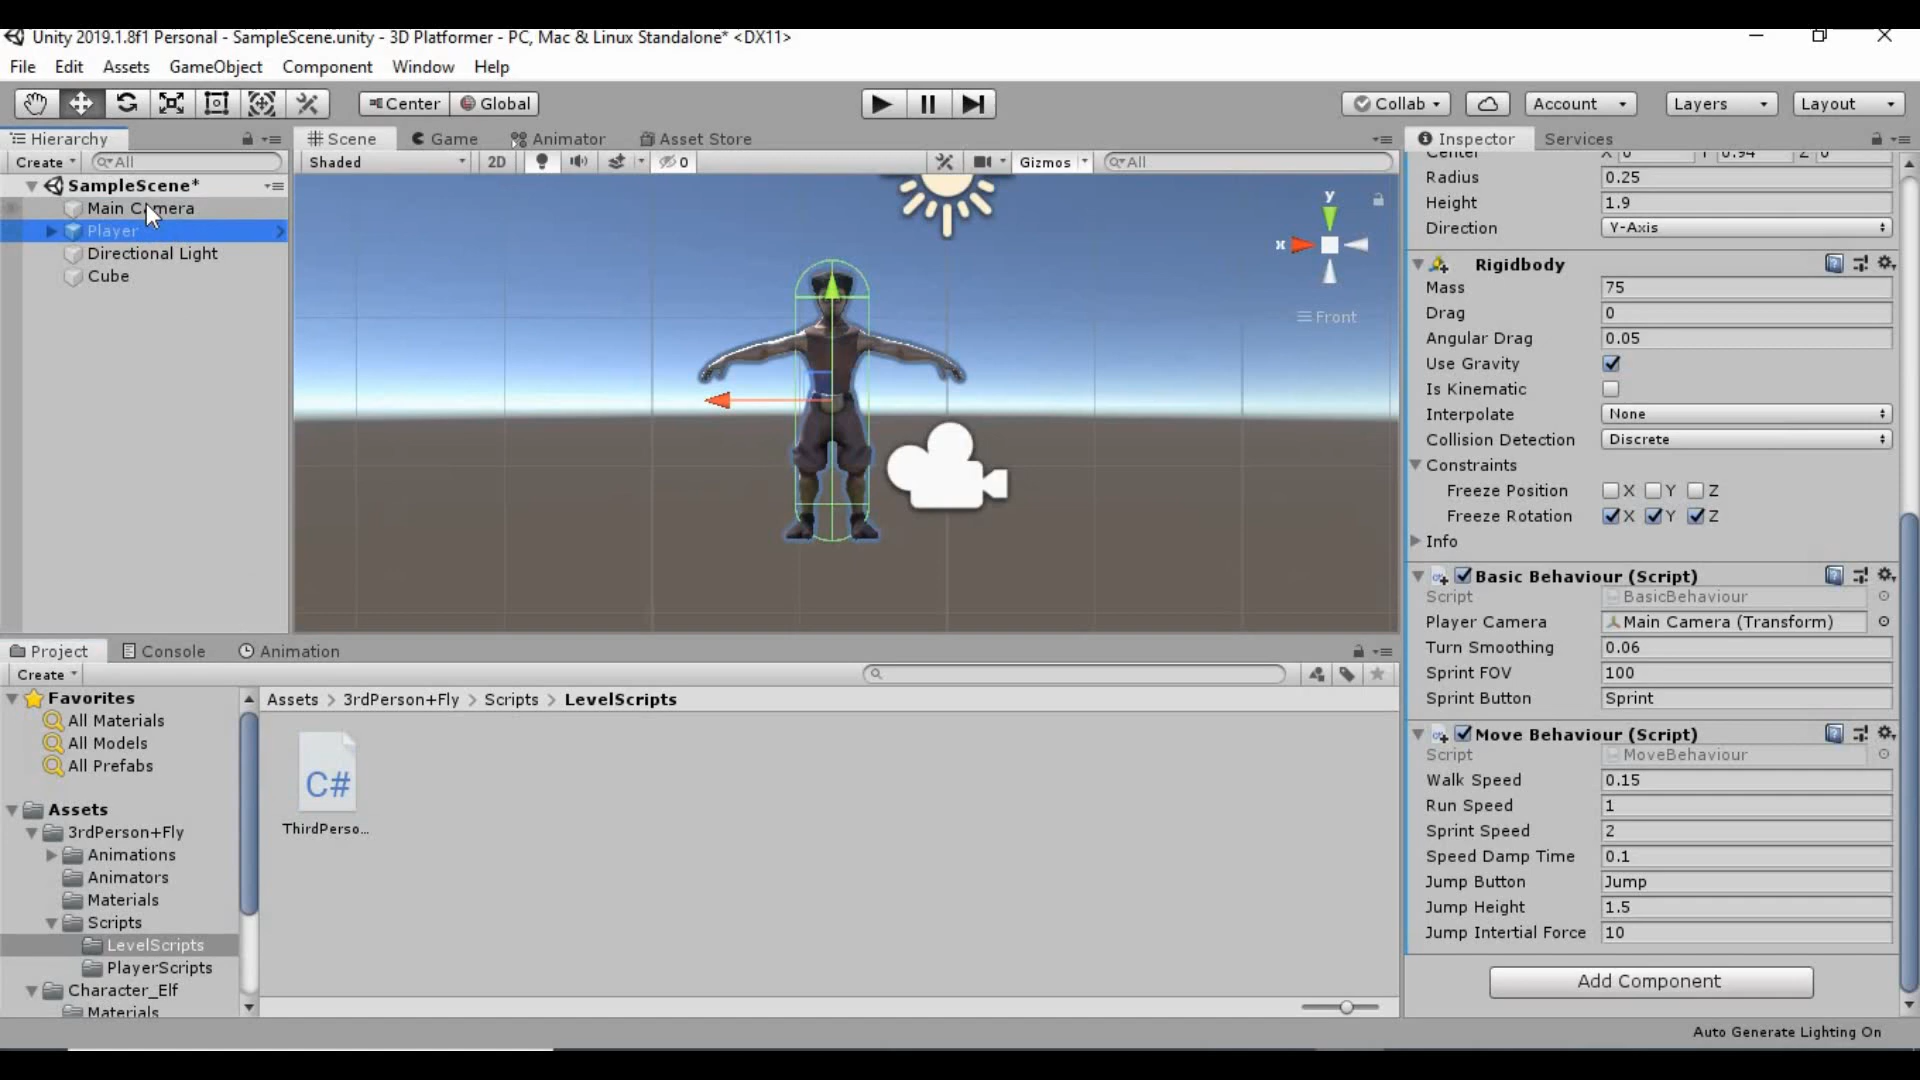 Unity 2019.1.8f1 Personal - SampleScene.unity - 3D Platformer - PC, Mac & Linux Standalone* <DX11>
File Edit Assets GameObject Component Window Help
Center Global Collab Account Layers Layout
Hierarchy Scene Game Animator Asset Store Inspector Services
Create All Shaded 2D 0 Gizmos All
SampleScene*
Main Camera
Player
Directional Light
Cube
y
x
Front
Center X 0 Y 0.94 Z 0
Radius 0.25
Height 1.9
Direction Y-Axis
Rigidbody
Mass 75
Drag 0
Angular Drag 0.05
Use Gravity
Is Kinematic
Interpolate None
Collision Detection Discrete
Constraints
Freeze Position X Y Z
Freeze Rotation X Y Z
Info
Basic Behaviour (Script)
Script BasicBehaviour
Player Camera Main Camera (Transform)
Turn Smoothing 0.06
Sprint FOV 100
Sprint Button Sprint
Move Behaviour (Script)
Script MoveBehaviour
Walk Speed 0.15
Run Speed 1
Sprint Speed 2
Speed Damp Time 0.1
Jump Button Jump
Jump Height 1.5
Jump Intertial Force 10
Add Component
Project Console Animation
Create
Favorites
All Materials
All Models
All Prefabs
Assets
3rdPerson+Fly
Animations
Animators
Materials
Scripts
LevelScripts
PlayerScripts
Character_Elf
Materials
Assets > 3rdPerson+Fly > Scripts > LevelScripts
C#
ThirdPerso...
Auto Generate Lighting On